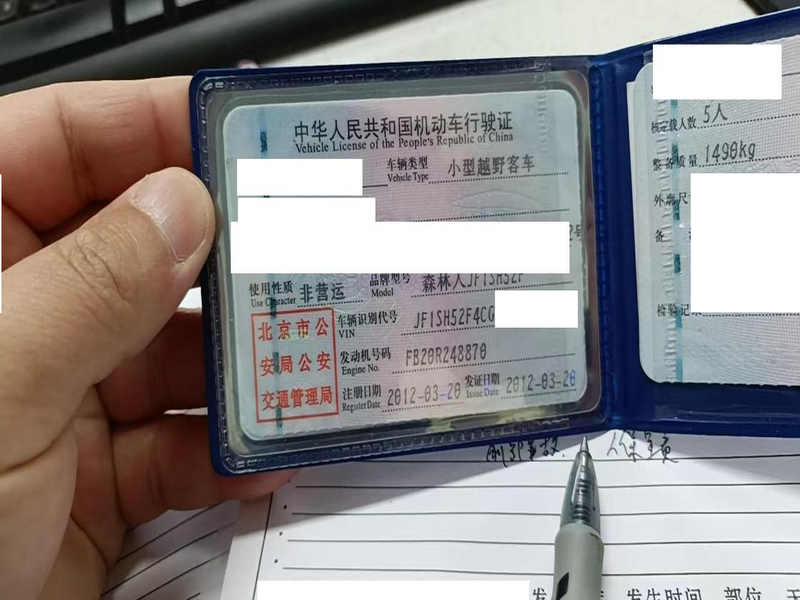 中华人民共和国机动车行驶证
Vehicle License of the People's Republic of China
车辆类型 小型越野客车
Vehicle Type
使用性质 非营运
Use Character
品牌型号 森林人JF1SH52F
Model
北京市公
安局公安
交通管理局
车辆识别代号 JF1SH52F4CG
VIN
发动机号码 FB20R248870
Engine No.
注册日期 2012-03-20 发证日期 2012-03-20
Register Date Issue Date
核定载人数 5人
整备质量 1490kg
外廓尺
备
检验记
发生时间、部位、